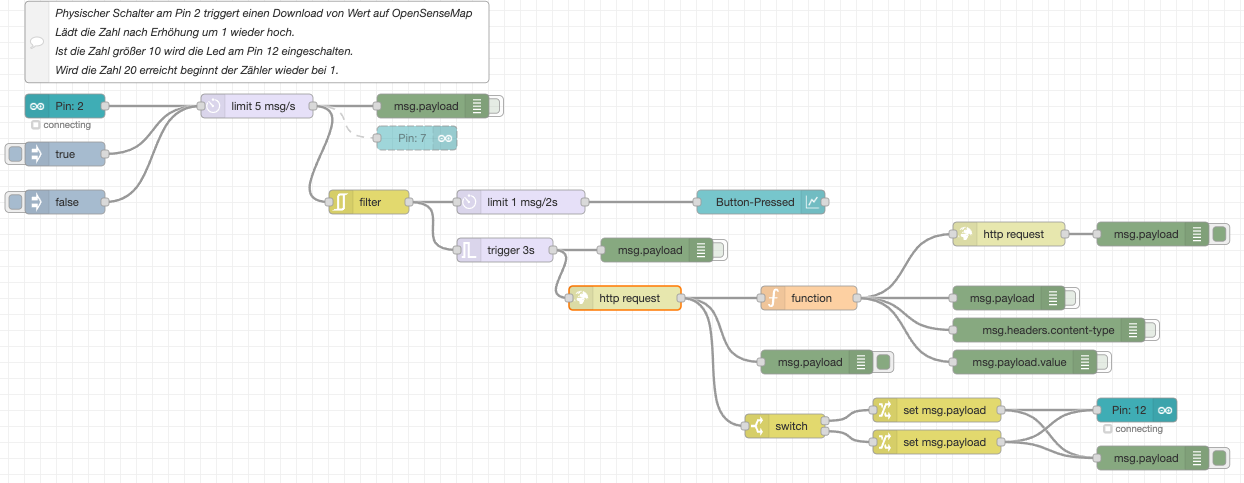 Physischer Schalter am Pin 2 triggert einen Download von Wert auf OpenSenseMap
Lädt die Zahl nach Erhöhung um 1 wieder hoch.
Ist die Zahl größer 10 wird die Led am Pin 12 eingeschalten.
Wird die Zahl 20 erreicht beginnt der Zähler wieder bei 1.
Pin: 2
limit 5 msg/s
msg.payload
connecting
Pin: 7
true
false
filter
limit 1 msg/2s
Button-Pressed
http request
msg.payload
trigger 3s
msg.payload
http request
function
msg.payload
msg.headers.content-type
msg.payload
msg.payload.value
set msg.payload
Pin: 12
switch
connecting
set msg.payload
msg.payload